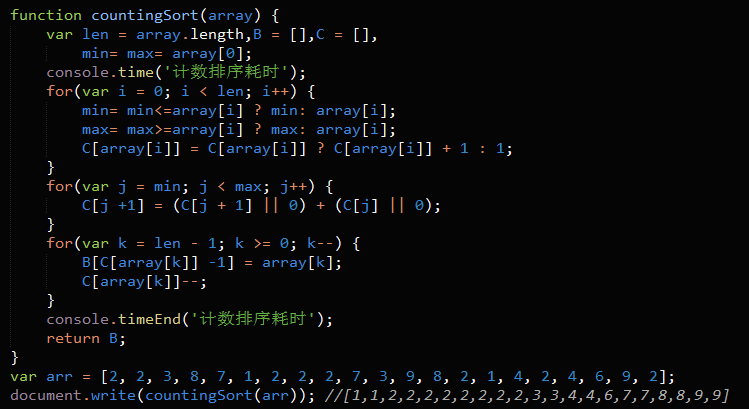 function countingSort(array) {
    var len = array.length,B = [],C = [],
        min= max= array[0];
    console.time('计数排序耗时');
    for(var i = 0; i < len; i++) {
        min= min<=array[i] ? min: array[i];
        max= max>=array[i] ? max: array[i];
        C[array[i]] = C[array[i]] ? C[array[i]] + 1 : 1;
    }
    for(var j = min; j < max; j++) {
        C[j +1] = (C[j + 1] || 0) + (C[j] || 0);
    }
    for(var k = len - 1; k >= 0; k--) {
        B[C[array[k]] -1] = array[k];
        C[array[k]]--;
    }
    console.timeEnd('计数排序耗时');
    return B;
}
var arr = [2, 2, 3, 8, 7, 1, 2, 2, 2, 7, 3, 9, 8, 2, 1, 4, 2, 4, 6, 9, 2];
document.write(countingSort(arr)); //[1,1,2,2,2,2,2,2,2,2,3,3,4,4,6,7,7,8,8,9,9]